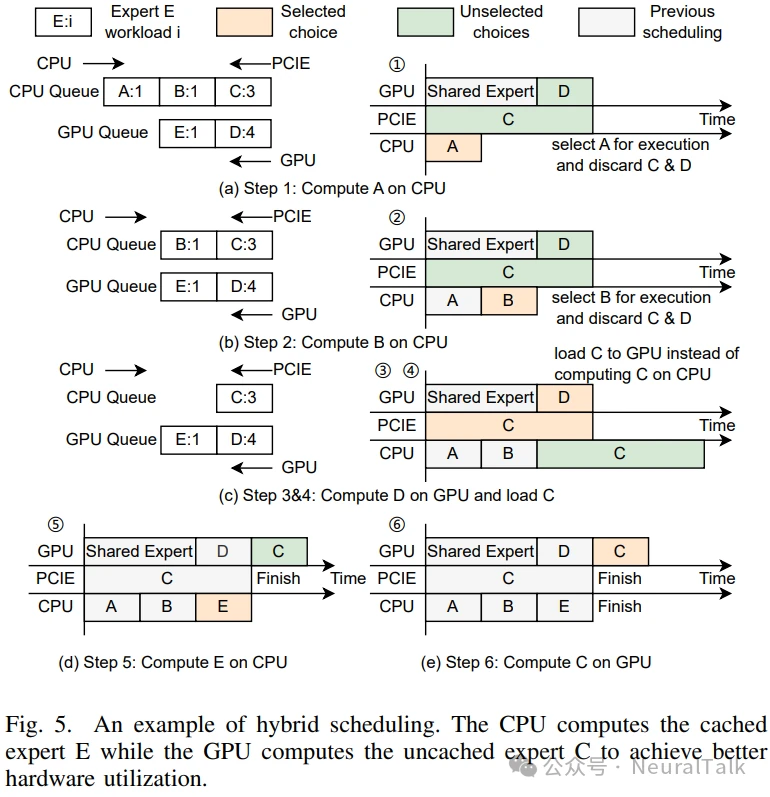 E:i
Expert E
workload i
Selected
choice
Unselected
choices
Previous
scheduling
CPU
PCIE
CPU Queue
A:1
B:1
C:3
GPU Queue
E:1
D:4
GPU
①
GPU
Shared Expert
D
PCIE
C
Time
CPU
A
select A for execution
and discard C & D
(a) Step 1: Compute A on CPU
CPU
PCIE
CPU Queue
B:1
C:3
GPU Queue
E:1
D:4
GPU
②
GPU
Shared Expert
D
PCIE
C
Time
CPU
A
B
select B for execution
and discard C & D
(b) Step 2: Compute B on CPU
CPU
PCIE
CPU Queue
C:3
GPU Queue
E:1
D:4
GPU
load C to GPU instead of
computing C on CPU
③ ④
GPU
Shared Expert
D
PCIE
C
Time
CPU
A
B
C
(c) Step 3&4: Compute D on GPU and load C
⑤
GPU
Shared Expert
D
C
PCIE
C
Finish
Time
CPU
A
B
E
(d) Step 5: Compute E on CPU
⑥
GPU
Shared Expert
D
C
PCIE
C
Finish
Time
CPU
A
B
E
Finish
(e) Step 6: Compute C on GPU
Fig. 5. An example of hybrid scheduling. The CPU computes the cached
expert E while the GPU computes the uncached expert C to achieve better
hardware utilization.
公众号 · NeuralTalk